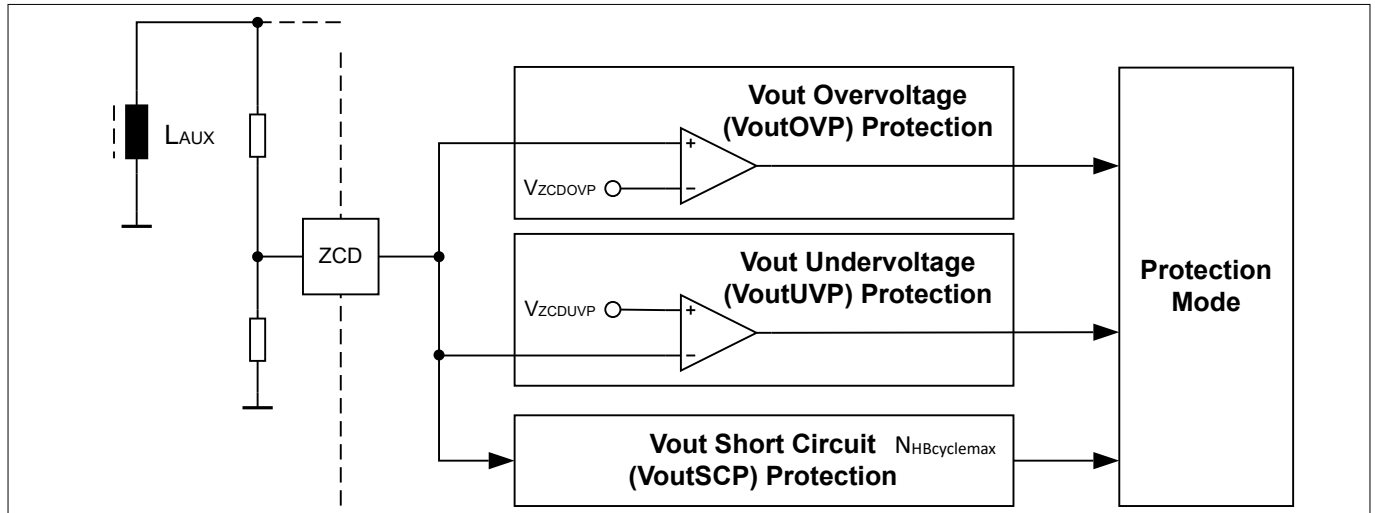 LAUX
ZCD
Vout Overvoltage
(VoutOVP) Protection
+
VZCDOVP
−
Vout Undervoltage
(VoutUVP) Protection
VZCDUVP
+
−
Vout Short Circuit NHBcyclemax
(VoutSCP) Protection
Protection
Mode